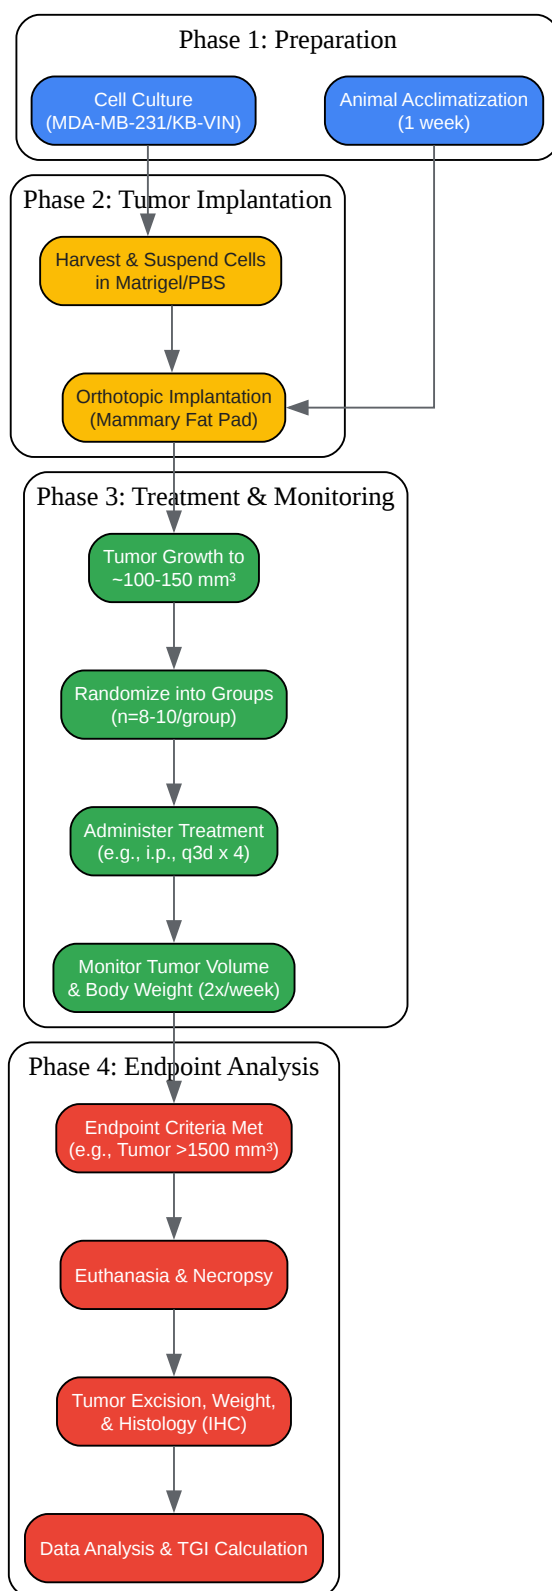 Phase 1: Preparation
Cell Culture
(MDA-MB-231/KB-VIN)
Animal Acclimatization
(1 week)
Phase 2: Tumor Implantation
Harvest & Suspend Cells
in Matrigel/PBS
Orthotopic Implantation
(Mammary Fat Pad)
Phase 3: Treatment & Monitoring
Tumor Growth to
~100-150 mm³
Randomize into Groups
(n=8-10/group)
Administer Treatment
(e.g., i.p., q3d x 4)
Monitor Tumor Volume
& Body Weight (2x/week)
Phase 4: Endpoint Analysis
Endpoint Criteria Met
(e.g., Tumor >1500 mm³)
Euthanasia & Necropsy
Tumor Excision, Weight,
& Histology (IHC)
Data Analysis & TGI Calculation